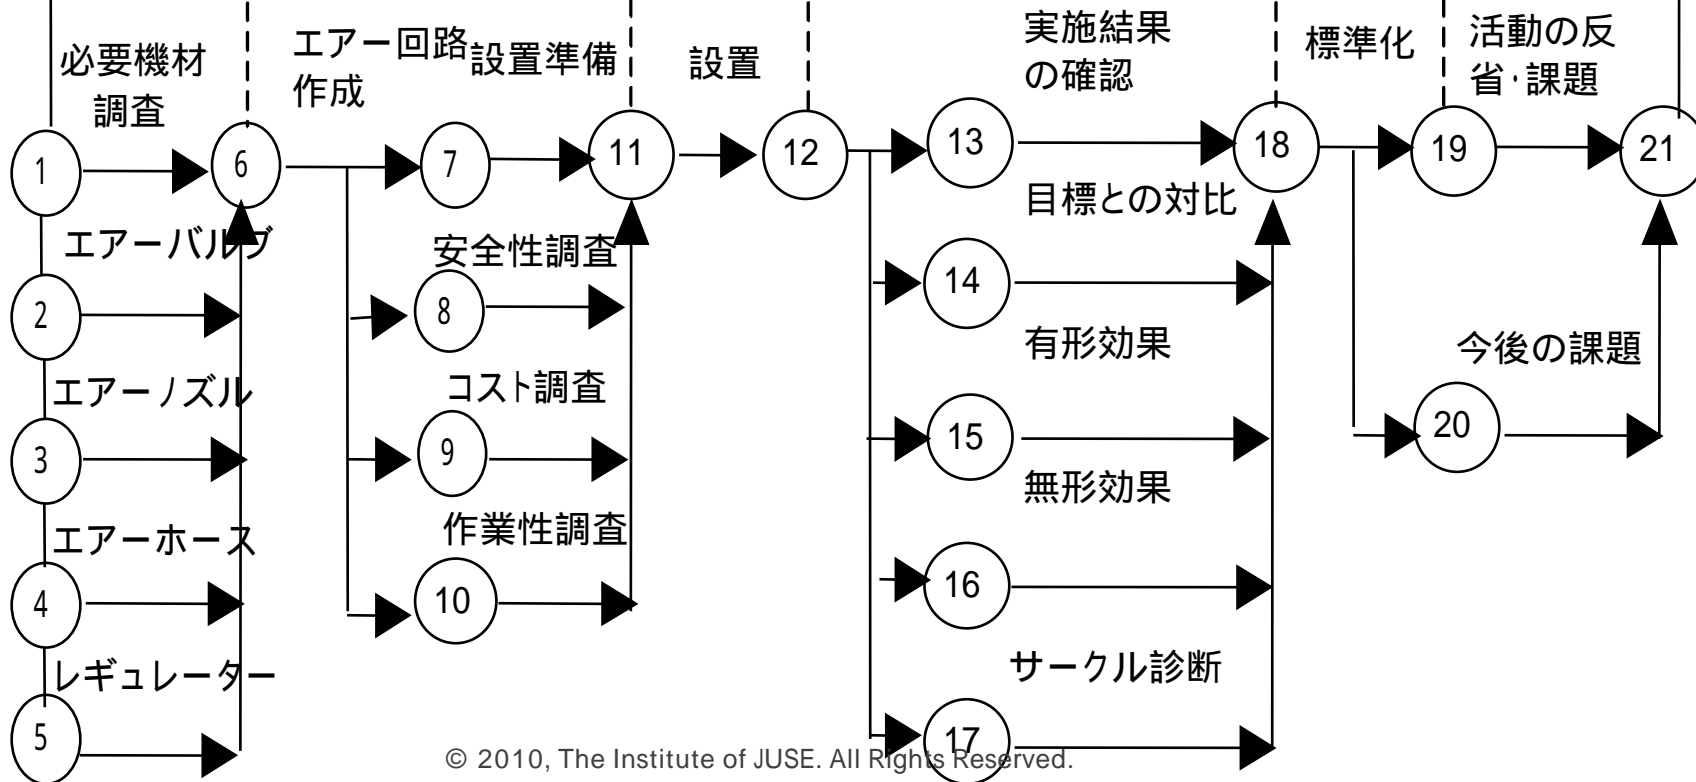 必要機材
調査
エアー回路
作成
設置準備
設置
実施結果
の確認
標準化
活動の反
省・課題
1
6
7
11
12
13
18
19
21
エアーバルブ
安全性調査
目標との対比
2
8
14
エアーノズル
コスト調査
有形効果
今後の課題
3
9
15
20
エアーホース
作業性調査
無形効果
4
10
16
レギュレーター
サークル診断
5
17
© 2010, The Institute of JUSE. All Rights Reserved.